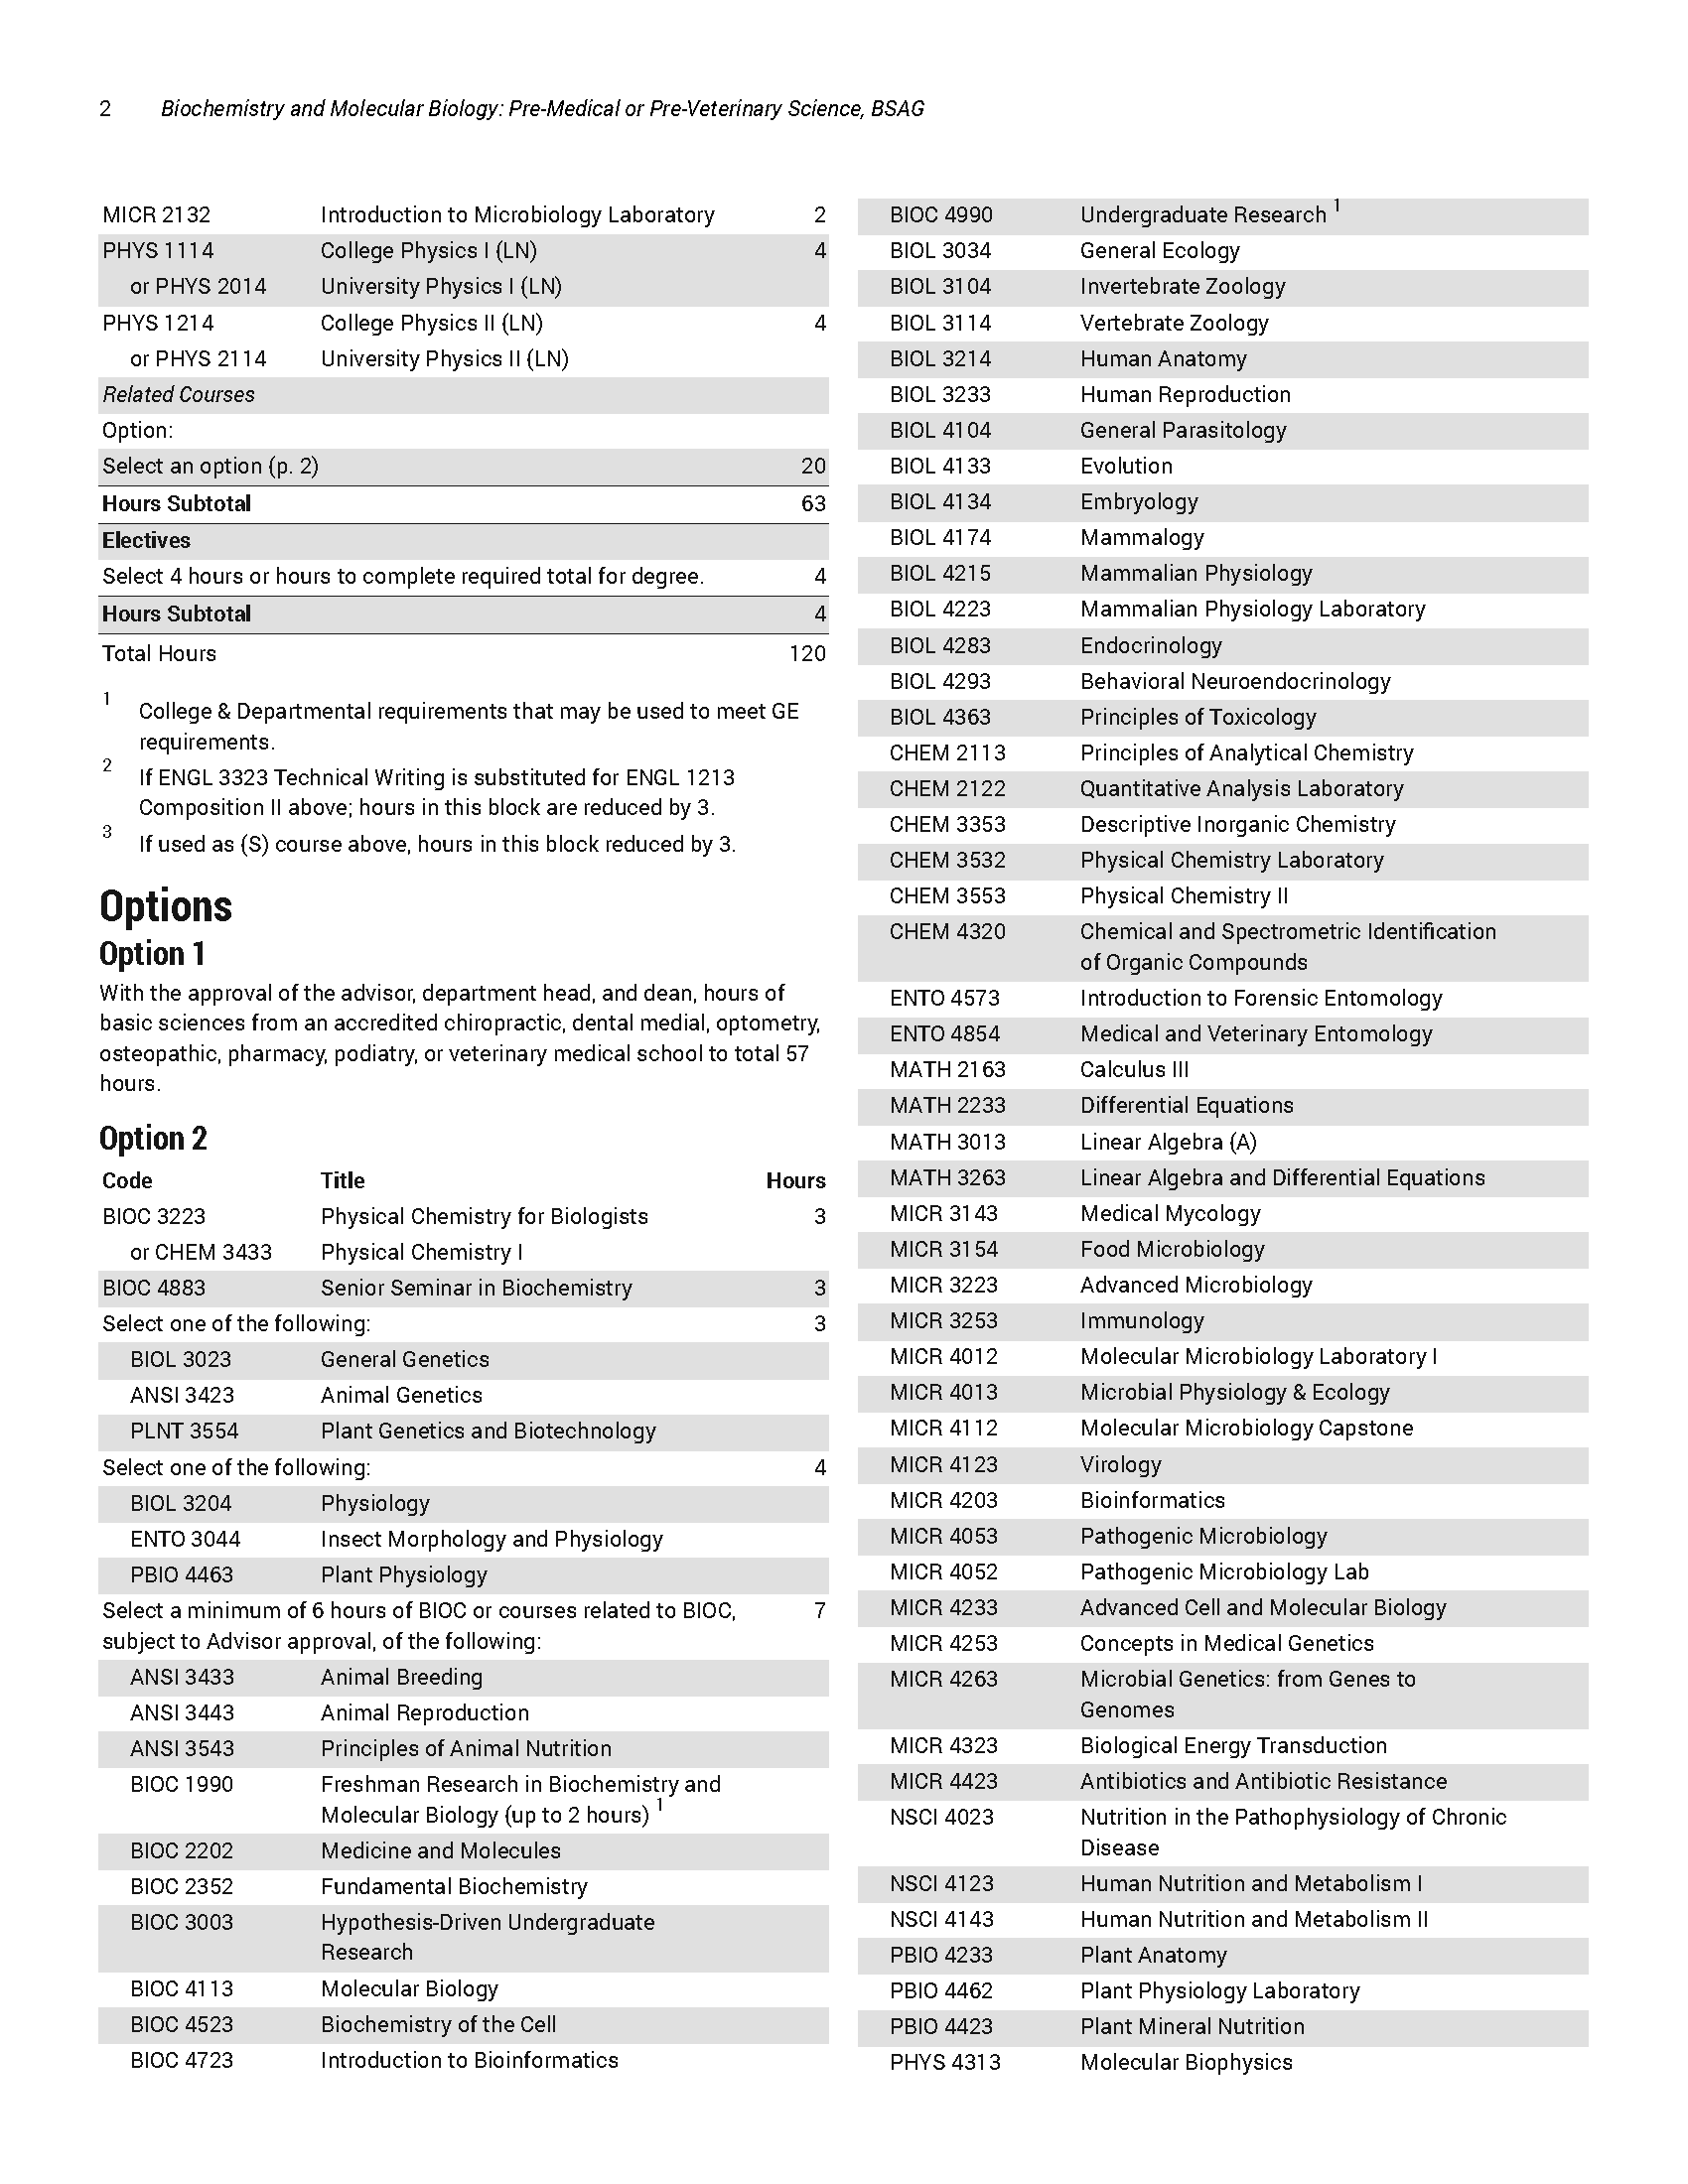 2 Biochemistry and Molecular Biology: Pre-Medical or Pre-Veterinary Science, BSAG
MICR 2132 Introduction to Microbiology Laboratory 2
PHYS 1114 College Physics I (LN) 4
or PHYS 2014 University Physics I (LN)
PHYS 1214 College Physics II (LN) 4
or PHYS 2114 University Physics II (LN)
Related Courses
Option:
Select an option (p. 2) 20
Hours Subtotal 63
Electives
Select 4 hours or hours to complete required total for degree. 4
Hours Subtotal 4
Total Hours 120
1 College & Departmental requirements that may be used to meet GE
requirements.
2 If ENGL 3323 Technical Writing is substituted for ENGL 1213
Composition II above; hours in this block are reduced by 3.
3 If used as (S) course above, hours in this block reduced by 3.
Options
Option 1
With the approval of the advisor, department head, and dean, hours of
basic sciences from an accredited chiropractic, dental medial, optometry,
osteopathic, pharmacy, podiatry, or veterinary medical school to total 57
hours.
Option 2
Code Title Hours
BIOC 3223 Physical Chemistry for Biologists 3
or CHEM 3433 Physical Chemistry I
BIOC 4883 Senior Seminar in Biochemistry 3
Select one of the following: 3
BIOL 3023 General Genetics
ANSI 3423 Animal Genetics
PLNT 3554 Plant Genetics and Biotechnology
Select one of the following: 4
BIOL 3204 Physiology
ENTO 3044 Insect Morphology and Physiology
PBIO 4463 Plant Physiology
Select a minimum of 6 hours of BIOC or courses related to BIOC, 7
subject to Advisor approval, of the following:
ANSI 3433 Animal Breeding
ANSI 3443 Animal Reproduction
ANSI 3543 Principles of Animal Nutrition
BIOC 1990 Freshman Research in Biochemistry and
Molecular Biology (up to 2 hours) 1
BIOC 2202 Medicine and Molecules
BIOC 2352 Fundamental Biochemistry
BIOC 3003 Hypothesis-Driven Undergraduate
Research
BIOC 4113 Molecular Biology
BIOC 4523 Biochemistry of the Cell
BIOC 4723 Introduction to Bioinformatics
BIOC 4990 Undergraduate Research 1
BIOL 3034 General Ecology
BIOL 3104 Invertebrate Zoology
BIOL 3114 Vertebrate Zoology
BIOL 3214 Human Anatomy
BIOL 3233 Human Reproduction
BIOL 4104 General Parasitology
BIOL 4133 Evolution
BIOL 4134 Embryology
BIOL 4174 Mammalogy
BIOL 4215 Mammalian Physiology
BIOL 4223 Mammalian Physiology Laboratory
BIOL 4283 Endocrinology
BIOL 4293 Behavioral Neuroendocrinology
BIOL 4363 Principles of Toxicology
CHEM 2113 Principles of Analytical Chemistry
CHEM 2122 Quantitative Analysis Laboratory
CHEM 3353 Descriptive Inorganic Chemistry
CHEM 3532 Physical Chemistry Laboratory
CHEM 3553 Physical Chemistry II
CHEM 4320 Chemical and Spectrometric Identification
of Organic Compounds
ENTO 4573 Introduction to Forensic Entomology
ENTO 4854 Medical and Veterinary Entomology
MATH 2163 Calculus III
MATH 2233 Differential Equations
MATH 3013 Linear Algebra (A)
MATH 3263 Linear Algebra and Differential Equations
MICR 3143 Medical Mycology
MICR 3154 Food Microbiology
MICR 3223 Advanced Microbiology
MICR 3253 Immunology
MICR 4012 Molecular Microbiology Laboratory I
MICR 4013 Microbial Physiology & Ecology
MICR 4112 Molecular Microbiology Capstone
MICR 4123 Virology
MICR 4203 Bioinformatics
MICR 4053 Pathogenic Microbiology
MICR 4052 Pathogenic Microbiology Lab
MICR 4233 Advanced Cell and Molecular Biology
MICR 4253 Concepts in Medical Genetics
MICR 4263 Microbial Genetics: from Genes to
Genomes
MICR 4323 Biological Energy Transduction
MICR 4423 Antibiotics and Antibiotic Resistance
NSCI 4023 Nutrition in the Pathophysiology of Chronic
Disease
NSCI 4123 Human Nutrition and Metabolism I
NSCI 4143 Human Nutrition and Metabolism II
PBIO 4233 Plant Anatomy
PBIO 4462 Plant Physiology Laboratory
PBIO 4423 Plant Mineral Nutrition
PHYS 4313 Molecular Biophysics